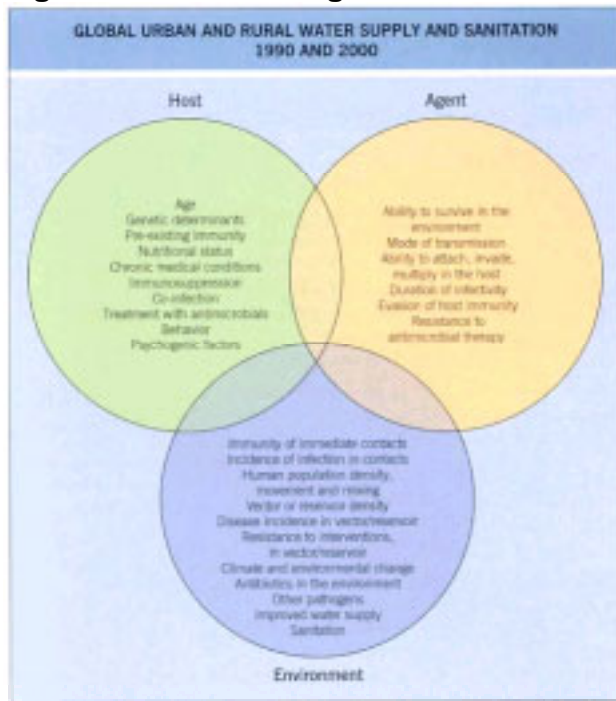 GLOBAL URBAN AND RURAL WATER SUPPLY AND SANITATION
1990 AND 2000
Host
Agent
Age
Genetic determinants
Pre-existing immunity
Nutritional status
Chronic medical conditions
Immunosuppression
Co-infection
Treatment with antimicrobials
Behavior
Psychogenic factors
Ability to survive in the
environment
Mode of transmission
Ability to attach, invade,
multiply in the host
Duration of infectivity
Evasion of host immunity
Resistance to
antimicrobial therapy
Immunity of immediate contacts
Incidence of infection in contacts
Human population density,
movement and mixing
Vector or reservoir density
Disease incidence in vector/reservoir
Resistance to interventions,
in vector/reservoir
Climate and environmental change
Antibiotics in the environment
Other pathogens
Improved water supply
Sanitation
Environment